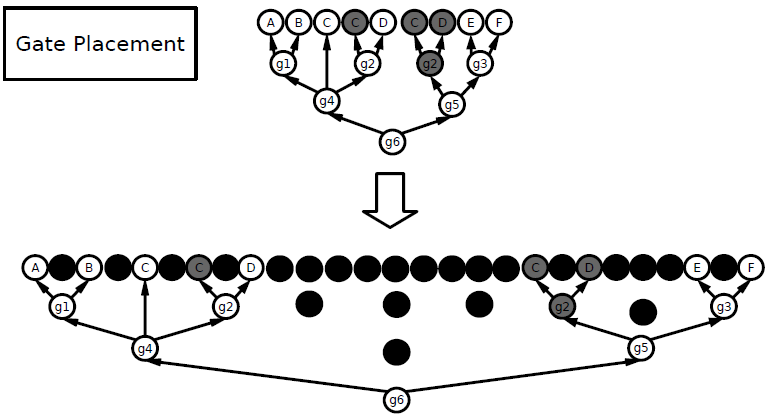 Gate Placement
A B C C D C D E F
g1 g2 g2 g3
g4 g5
g6
A B C C D C D E F
g1 g2 g2 g3
g4 g5
g6